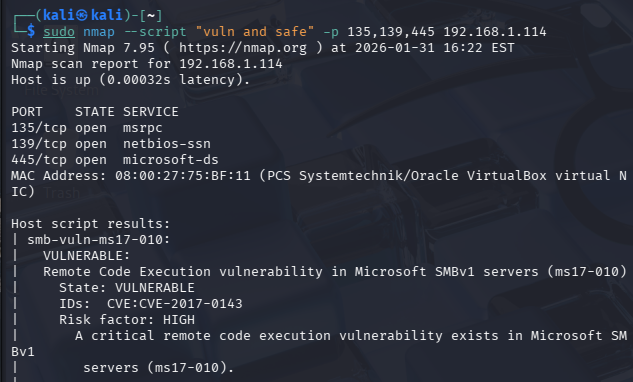 ┌──(kali㉿kali)-[~]
└─$ sudo nmap --script "vuln and safe" -p 135,139,445 192.168.1.114
Starting Nmap 7.95 ( https://nmap.org ) at 2026-01-31 16:22 EST
Nmap scan report for 192.168.1.114
Host is up (0.00032s latency).

PORT    STATE SERVICE
135/tcp open  msrpc
139/tcp open  netbios-ssn
445/tcp open  microsoft-ds
MAC Address: 08:00:27:75:BF:11 (PCS Systemtechnik/Oracle VirtualBox virtual N
IC)

Host script results:
| smb-vuln-ms17-010:
|   VULNERABLE:
|   Remote Code Execution vulnerability in Microsoft SMBv1 servers (ms17-010)
|     State: VULNERABLE
|     IDs:  CVE:CVE-2017-0143
|     Risk factor: HIGH
|       A critical remote code execution vulnerability exists in Microsoft SM
Bv1
|        servers (ms17-010).
|